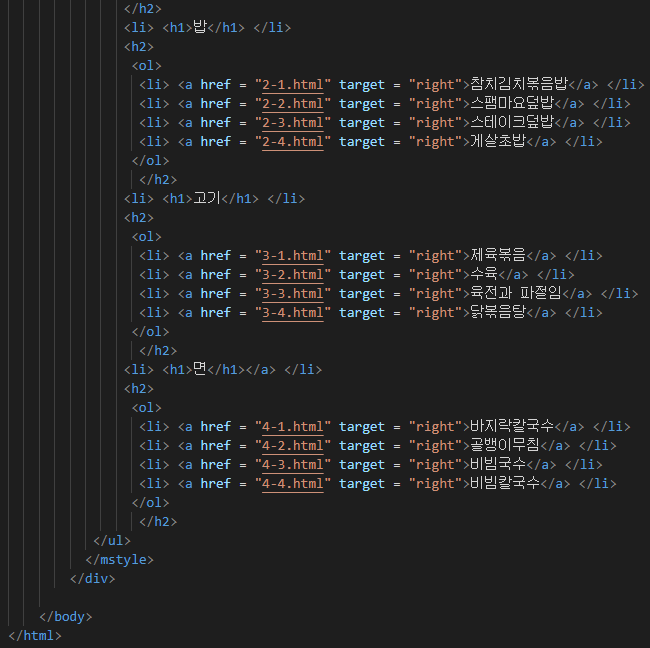 </h2>
<li> <h1>밥</h1> </li>
<h2>
<ol>
<li> <a href = "2-1.html" target = "right">참치김치볶음밥</a> </li>
<li> <a href = "2-2.html" target = "right">스팸마요덮밥</a> </li>
<li> <a href = "2-3.html" target = "right">스테이크덮밥</a> </li>
<li> <a href = "2-4.html" target = "right">게살초밥</a> </li>
</ol>
</h2>
<li> <h1>고기</h1> </li>
<h2>
<ol>
<li> <a href = "3-1.html" target = "right">제육볶음</a> </li>
<li> <a href = "3-2.html" target = "right">수육</a> </li>
<li> <a href = "3-3.html" target = "right">육전과 파절임</a> </li>
<li> <a href = "3-4.html" target = "right">닭볶음탕</a> </li>
</ol>
</h2>
<li> <h1>면</h1></a> </li>
<h2>
<ol>
<li> <a href = "4-1.html" target = "right">바지락칼국수</a> </li>
<li> <a href = "4-2.html" target = "right">골뱅이무침</a> </li>
<li> <a href = "4-3.html" target = "right">비빔국수</a> </li>
<li> <a href = "4-4.html" target = "right">비빔칼국수</a> </li>
</ol>
</h2>
</ul>
</mstyle>
</div>
</body>
</html>